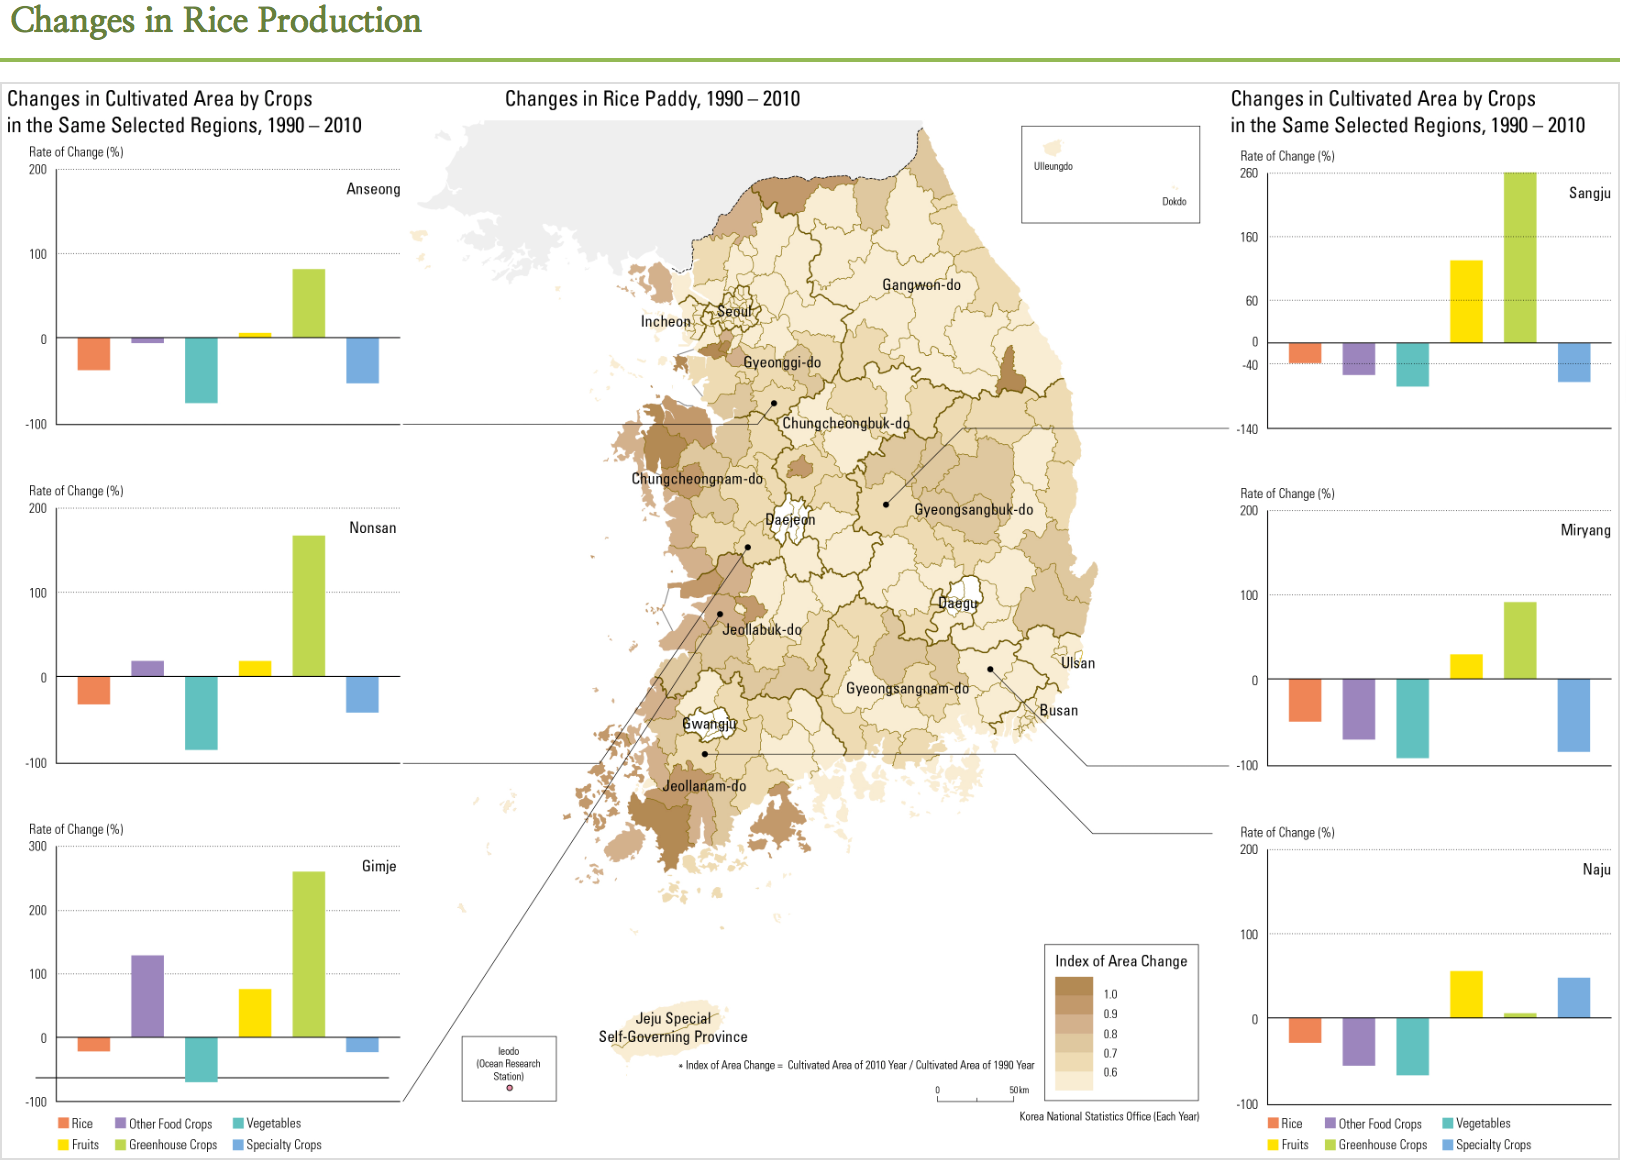 Changes in Rice Production
Changes in Cultivated Area by Crops
in the Same Selected Regions, 1990 – 2010
Rate of Change (%)
200
Anseong
100
0
-100
Rate of Change (%)
200
Nonsan
100
0
-100
Rate of Change (%)
300
Gimje
200
100
0
-100
Rice
Other Food Crops
Vegetables
Fruits
Greenhouse Crops
Specialty Crops
Changes in Rice Paddy, 1990 – 2010
Ulleungdo
Dokdo
Gangwon-do
Seoul
Incheon
Gyeonggi-do
Chungcheongbuk-do
Chungcheongnam-do
Gyeongsangbuk-do
Daejeon
Daegu
Jeollabuk-do
Ulsan
Gyeongsangnam-do
Busan
Gwangju
Jeollanam-do
Jeju Special
Self-Governing Province
Ieodo
(Ocean Research
Station)
Index of Area Change
1.0
0.9
0.8
0.7
0.6
* Index of Area Change = Cultivated Area of 2010 Year / Cultivated Area of 1990 Year
0
50km
Korea National Statistics Office (Each Year)
Changes in Cultivated Area by Crops
in the Same Selected Regions, 1990 – 2010
Rate of Change (%)
260
Sangju
160
60
0
-40
-140
Rate of Change (%)
200
Miryang
100
0
-100
Rate of Change (%)
200
Naju
100
0
-100
Rice
Other Food Crops
Vegetables
Fruits
Greenhouse Crops
Specialty Crops